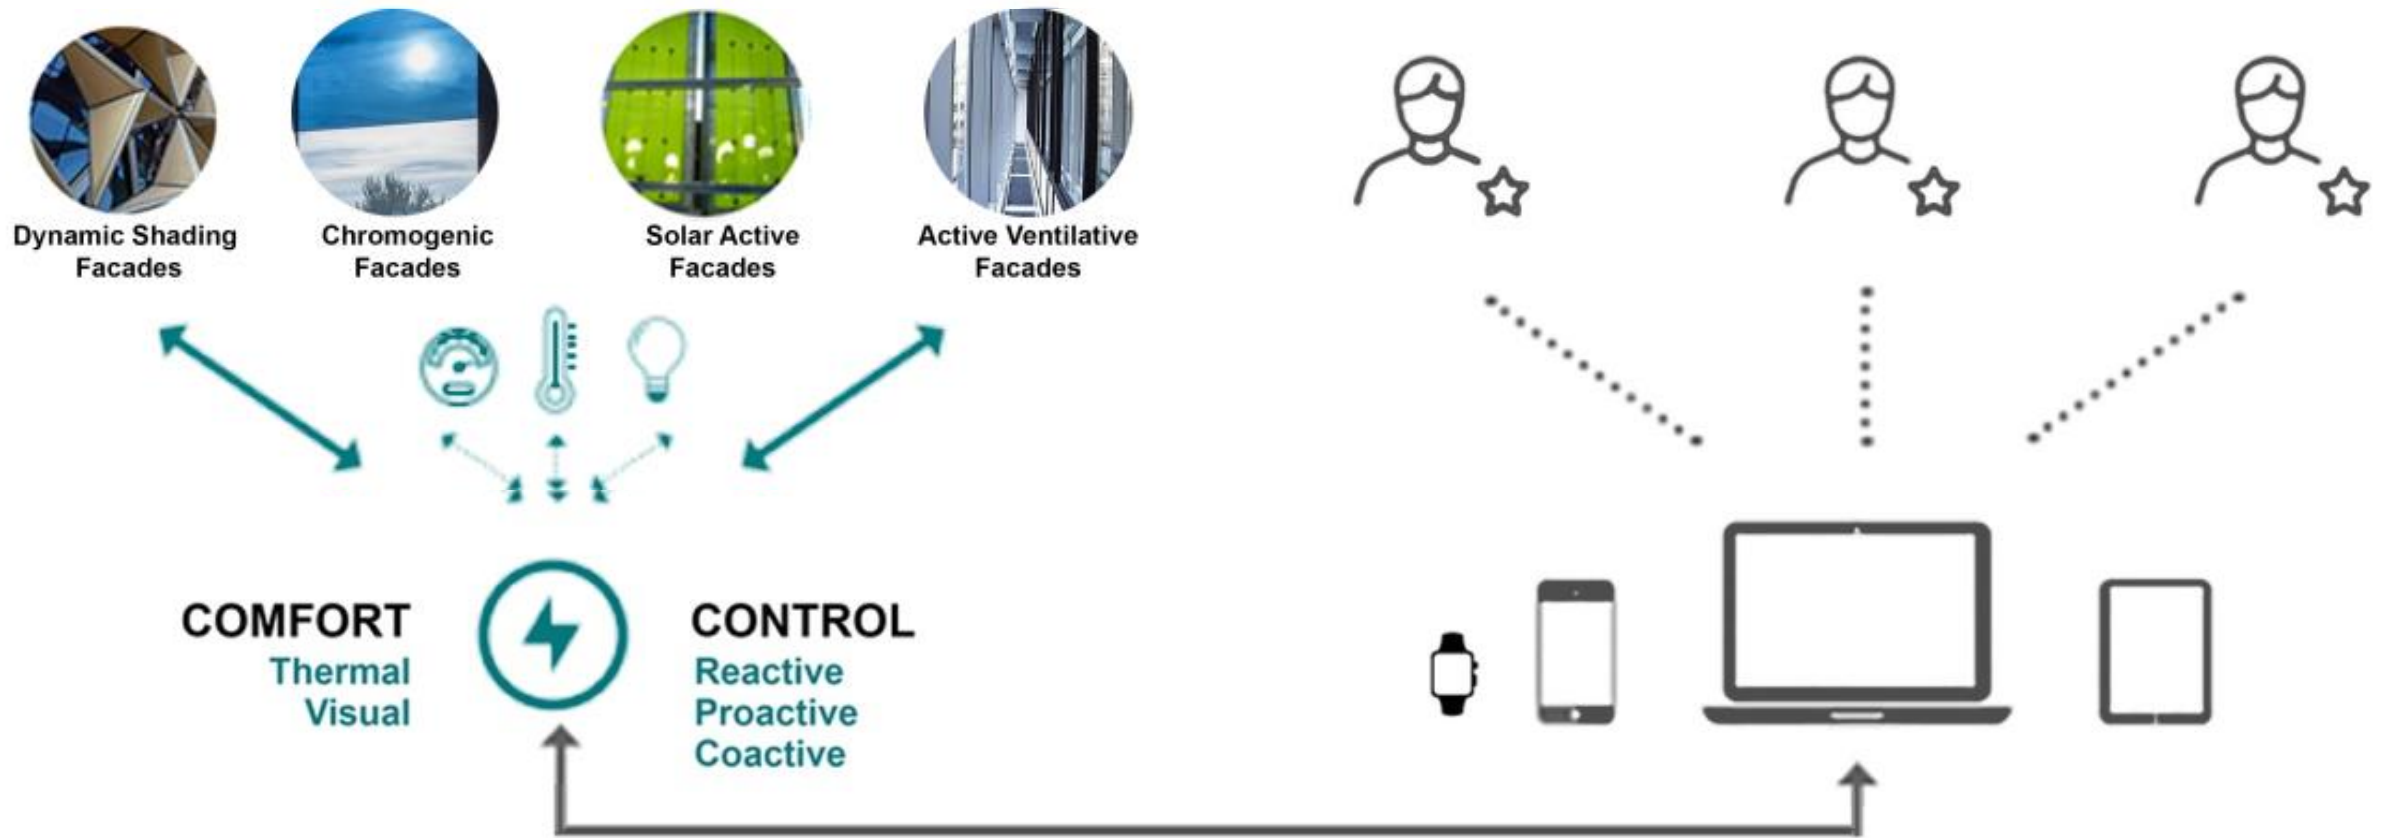 Dynamic Shading
Facades
Chromogenic
Facades
Solar Active
Facades
Active Ventilative
Facades
COMFORT
Thermal
Visual
CONTROL
Reactive
Proactive
Coactive